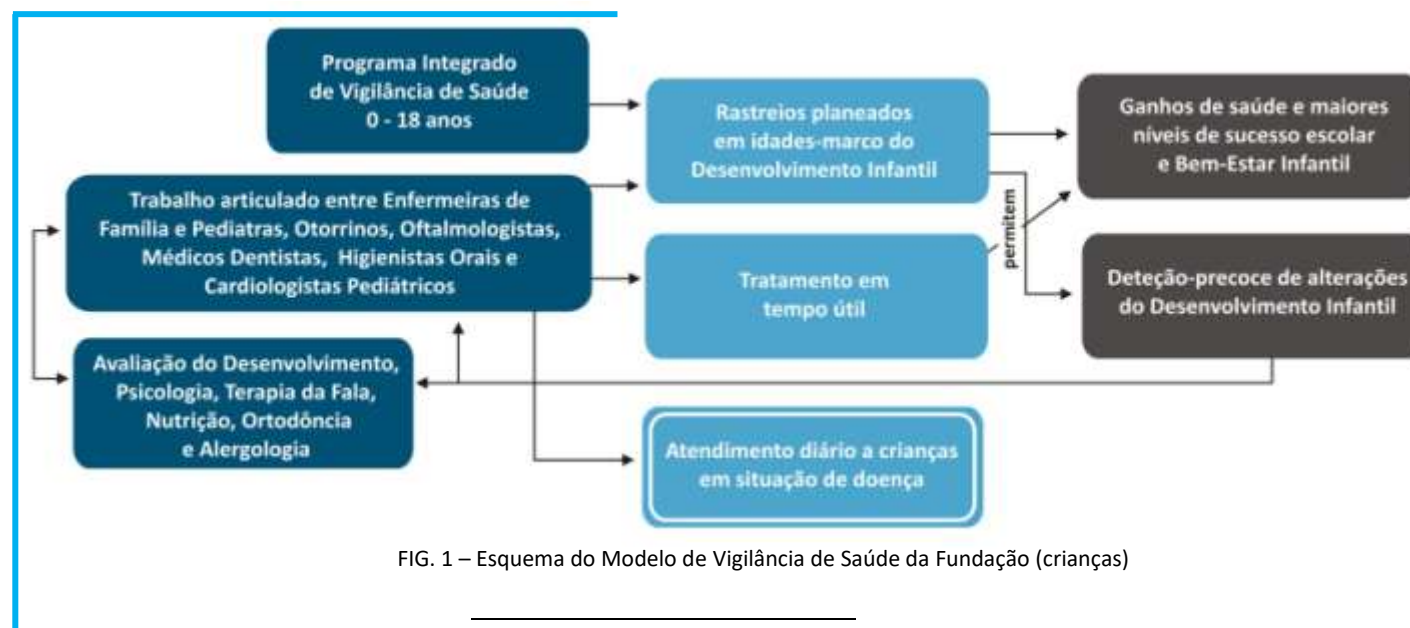 Programa Integrado
de Vigilância de Saúde
0 - 18 anos
Trabalho articulado entre Enfermeiras de
Família e Pediatras, Otorrinos, Oftalmologistas,
Médicos Dentistas, Higienistas Orais e
Cardiologistas Pediátricos
Avaliação do Desenvolvimento,
Psicologia, Terapia da Fala,
Nutrição, Ortodôncia
e Alergologia
Rastreios planeados
em idades-marco do
Desenvolvimento Infantil
Tratamento em
tempo útil
Atendimento diário a crianças
em situação de doença
permitem
Ganhos de saúde e maiores
níveis de sucesso escolar
e Bem-Estar Infantil
Deteção-precoce de alterações
do Desenvolvimento Infantil
FIG. 1 – Esquema do Modelo de Vigilância de Saúde da Fundação (crianças)